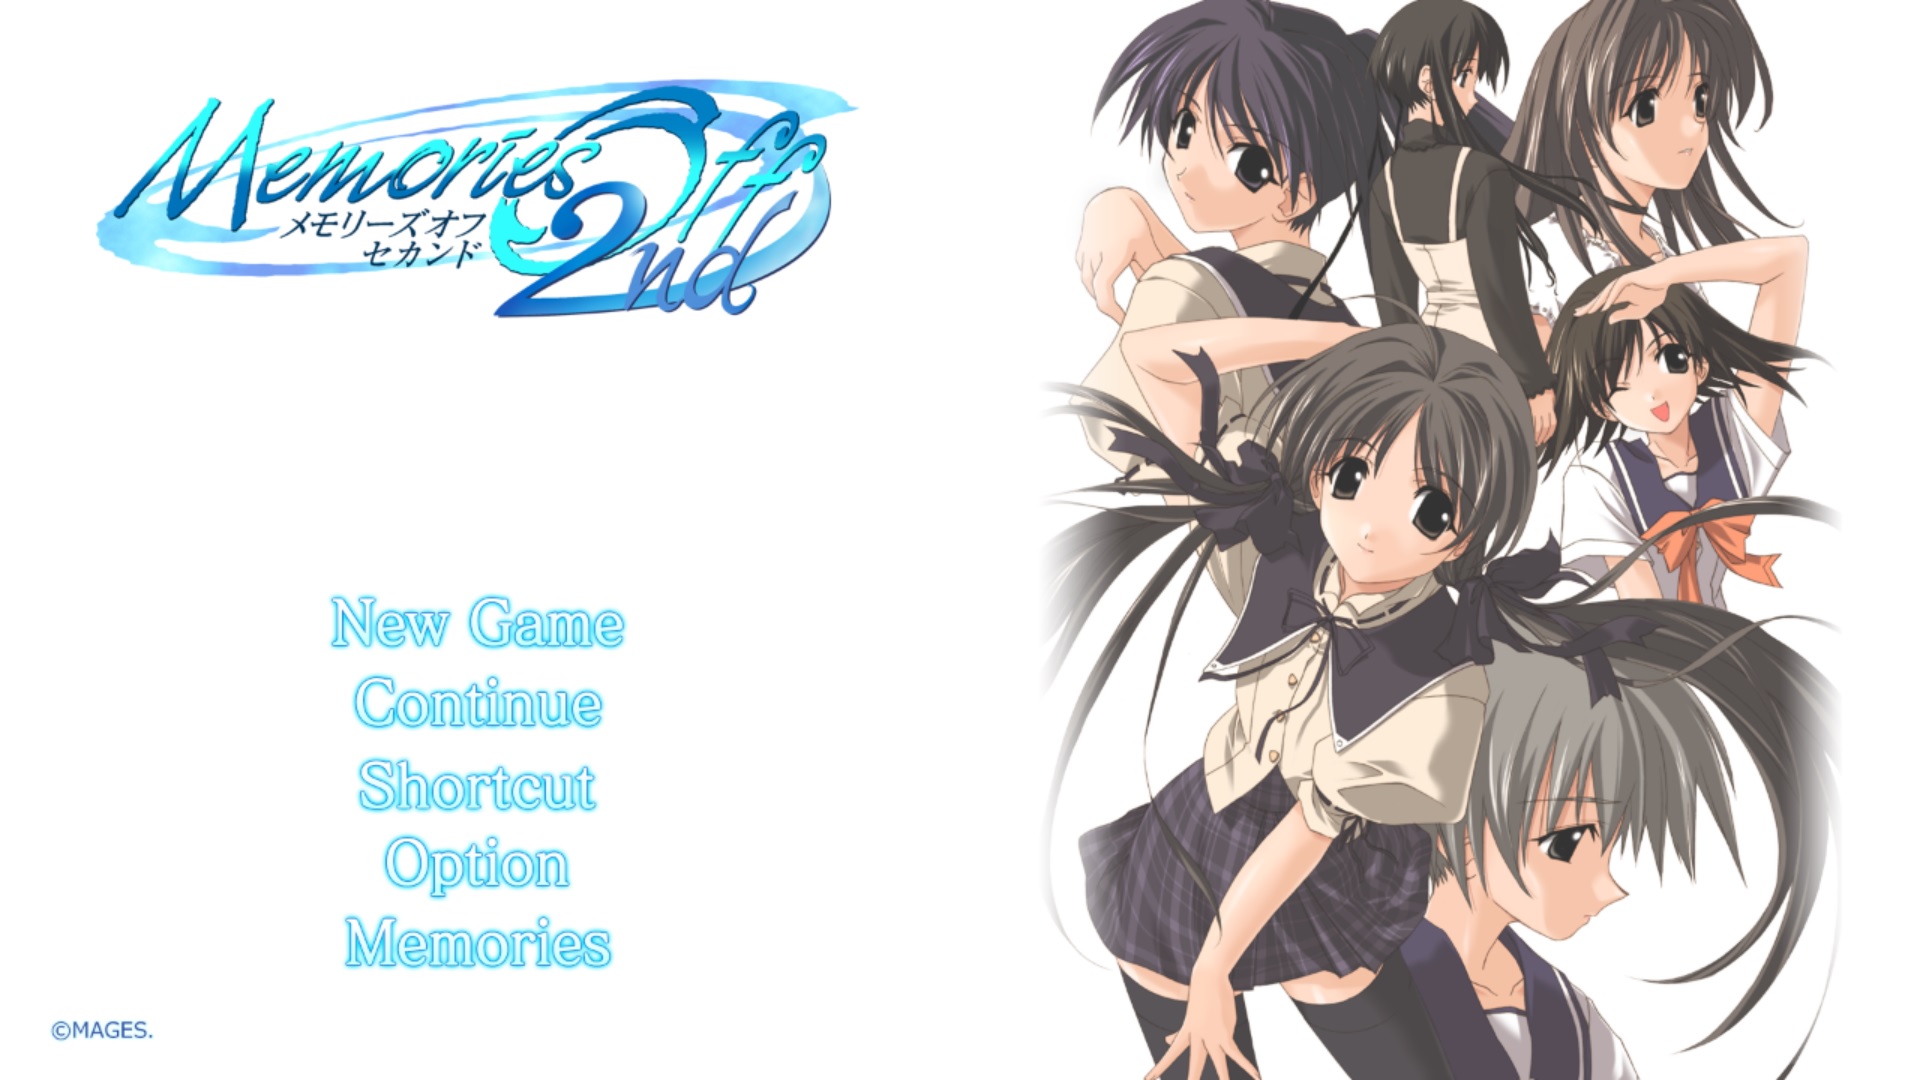 Memories Off
メモリーズオフ
セカンド
2nd
New Game
Continue
Shortcut
Option
Memories
©MAGES.